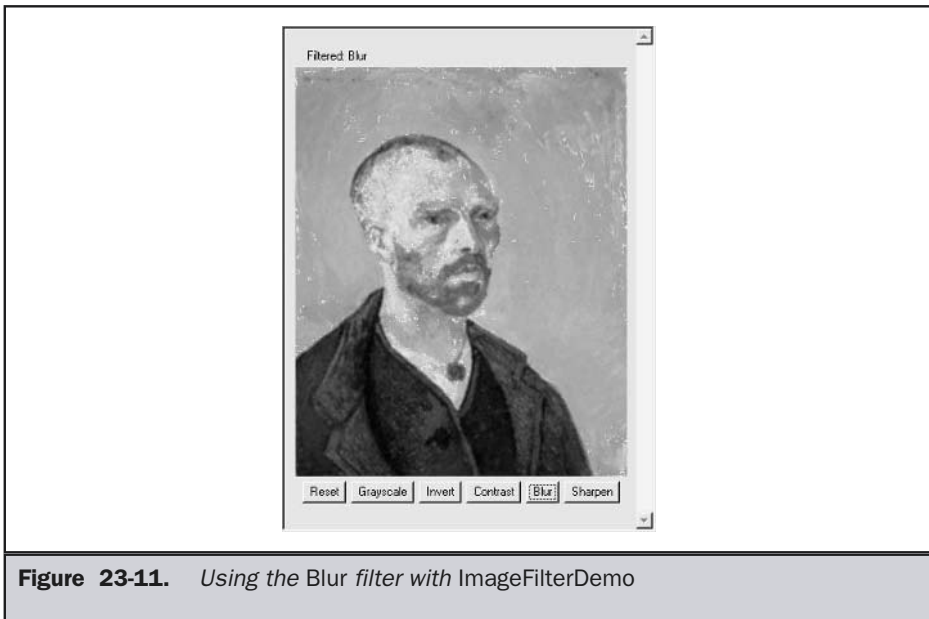 Filtered: Blur
Reset Grayscale Invert Contrast Blur Sharpen
Figure 23-11. Using the Blur filter with ImageFilterDemo